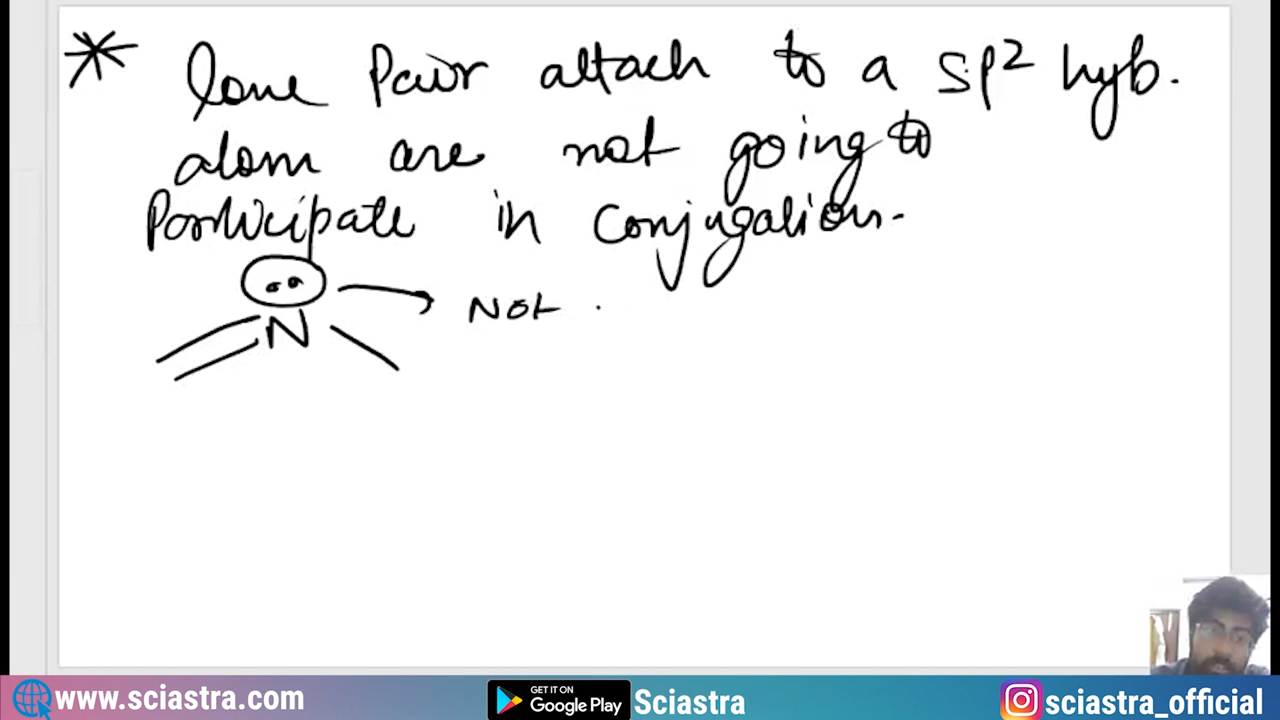 * lone Pair attach to a sp² hyb.
atom are not going to
Participate in conjugation.
N → Not .
www.sciastra.com GET IT ON Google Play Sciastra sciastra_official